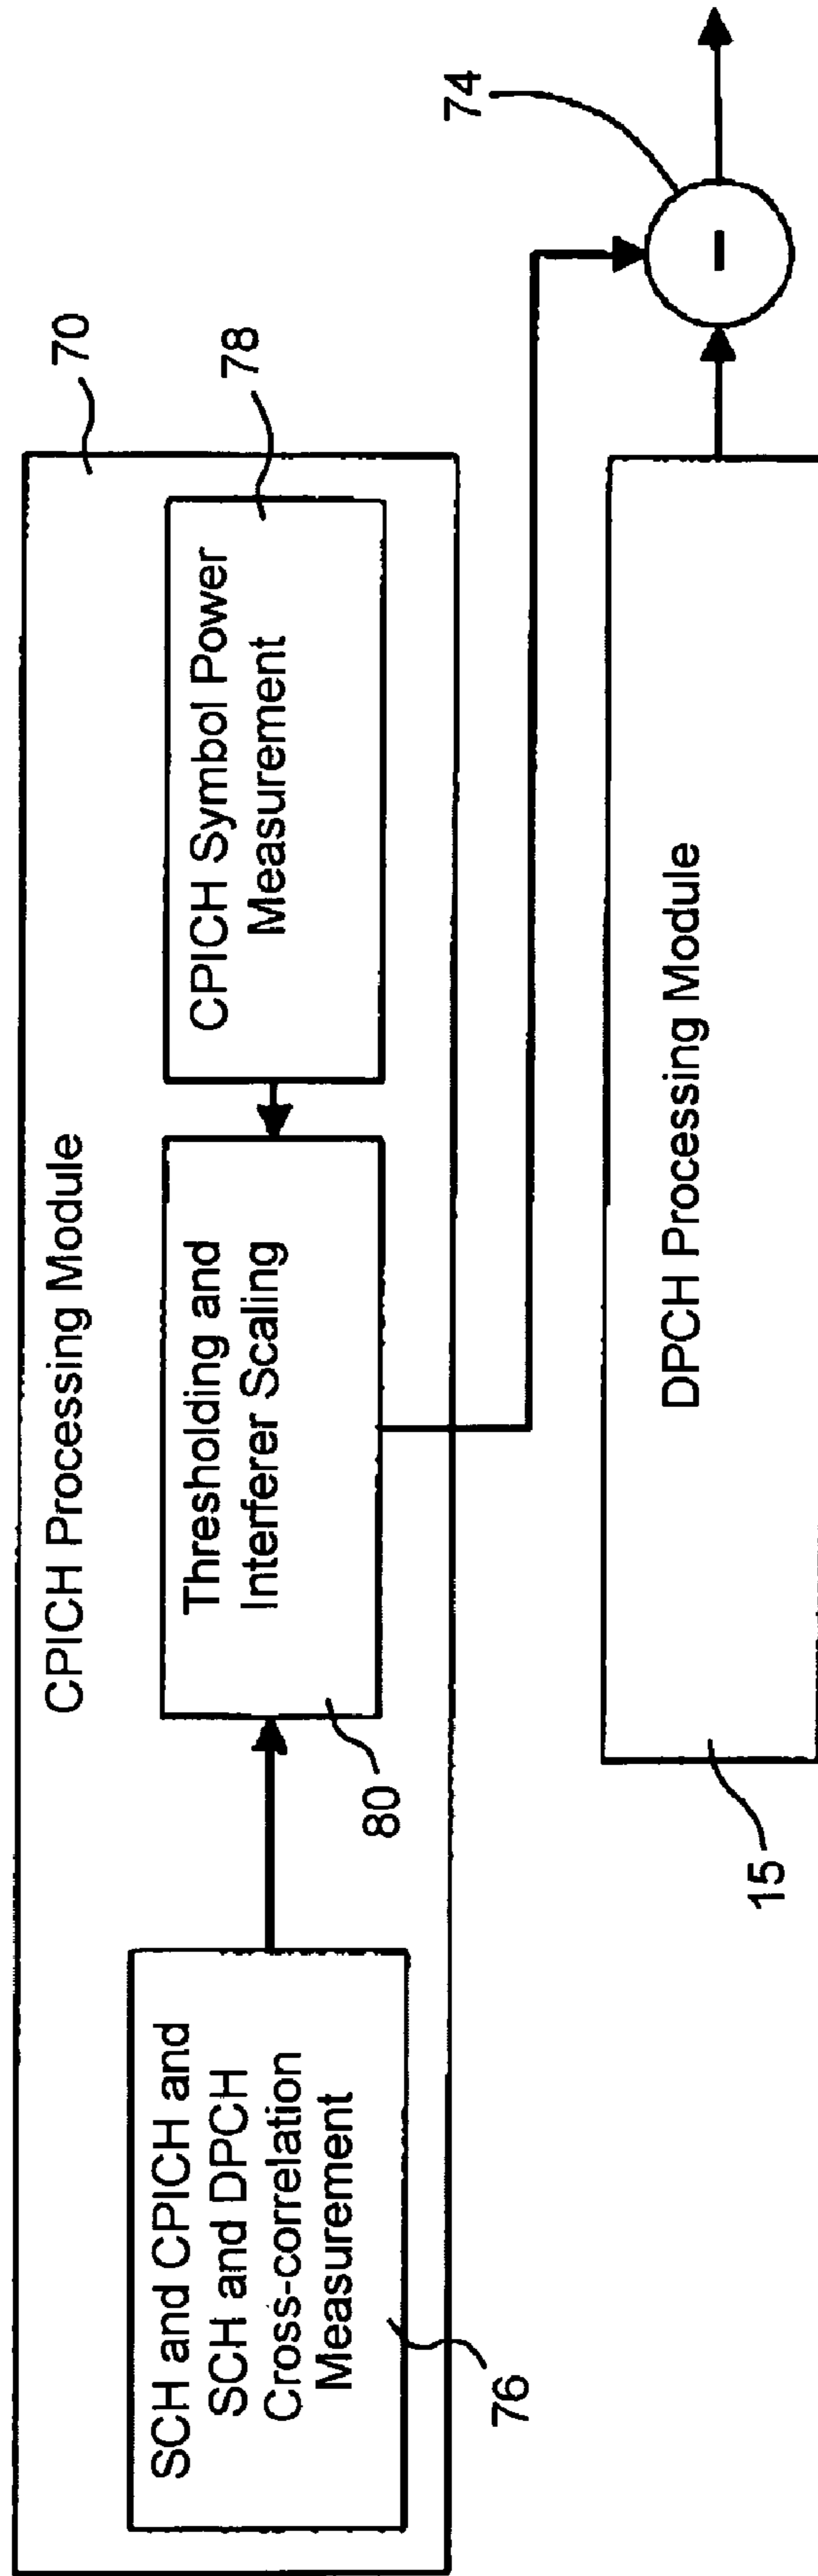 CPICH Processing Module
70
SCH and CPICH and
SCH and DPCH
Cross-correlation
Measurement
76
Thresholding and
Interferer Scaling
80
CPICH Symbol Power
Measurement
78
74
-
DPCH Processing Module
15